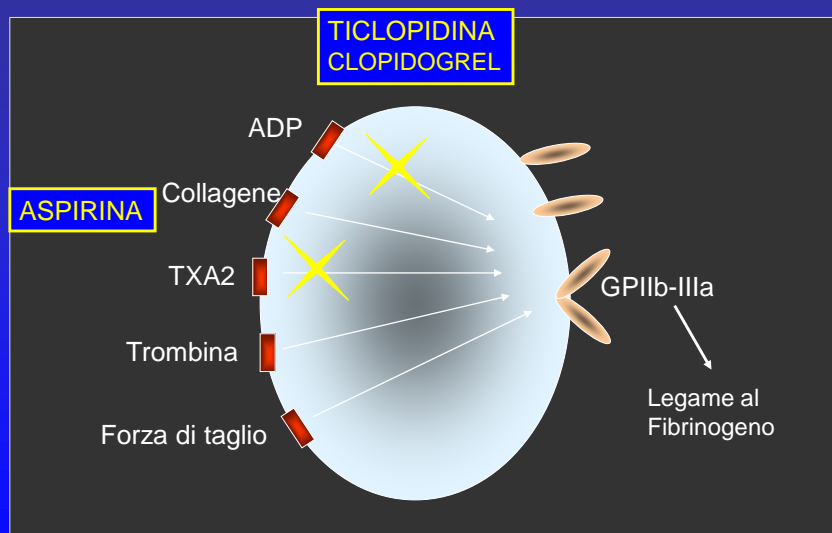 TICLOPIDINA
CLOPIDOGREL
ADP
Collagene
ASPIRINA
TXA2
GPIIb-IIIa
Trombina
Legame al
Fibrinogeno
Forza di taglio